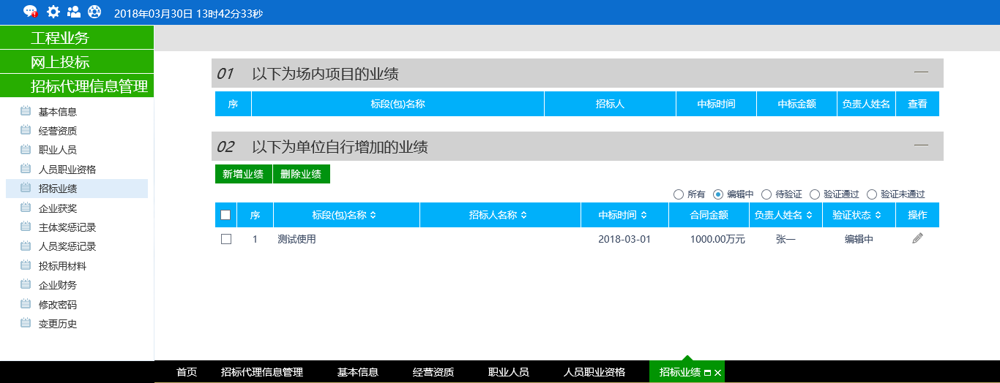 2018年03月30日 13时42分33秒
工程业务
网上投标
招标代理信息管理
基本信息
经营资质
职业人员
人员职业资格
招标业绩
企业获奖
主体奖惩记录
人员奖惩记录
投标用材料
企业财务
修改密码
变更历史
01 以下为场内项目的业绩
序 标段(包)名称 招标人 中标时间 中标金额 负责人姓名 查看
02 以下为单位自行增加的业绩
新增业绩 删除业绩
所有 编辑中 待验证 验证通过 验证未通过
序 标段(包)名称 招标人名称 中标时间 合同金额 负责人姓名 验证状态 操作
1 测试使用 2018-03-01 1000.00万元 张一 编辑中
首页 招标代理信息管理 基本信息 经营资质 职业人员 人员职业资格 招标业绩